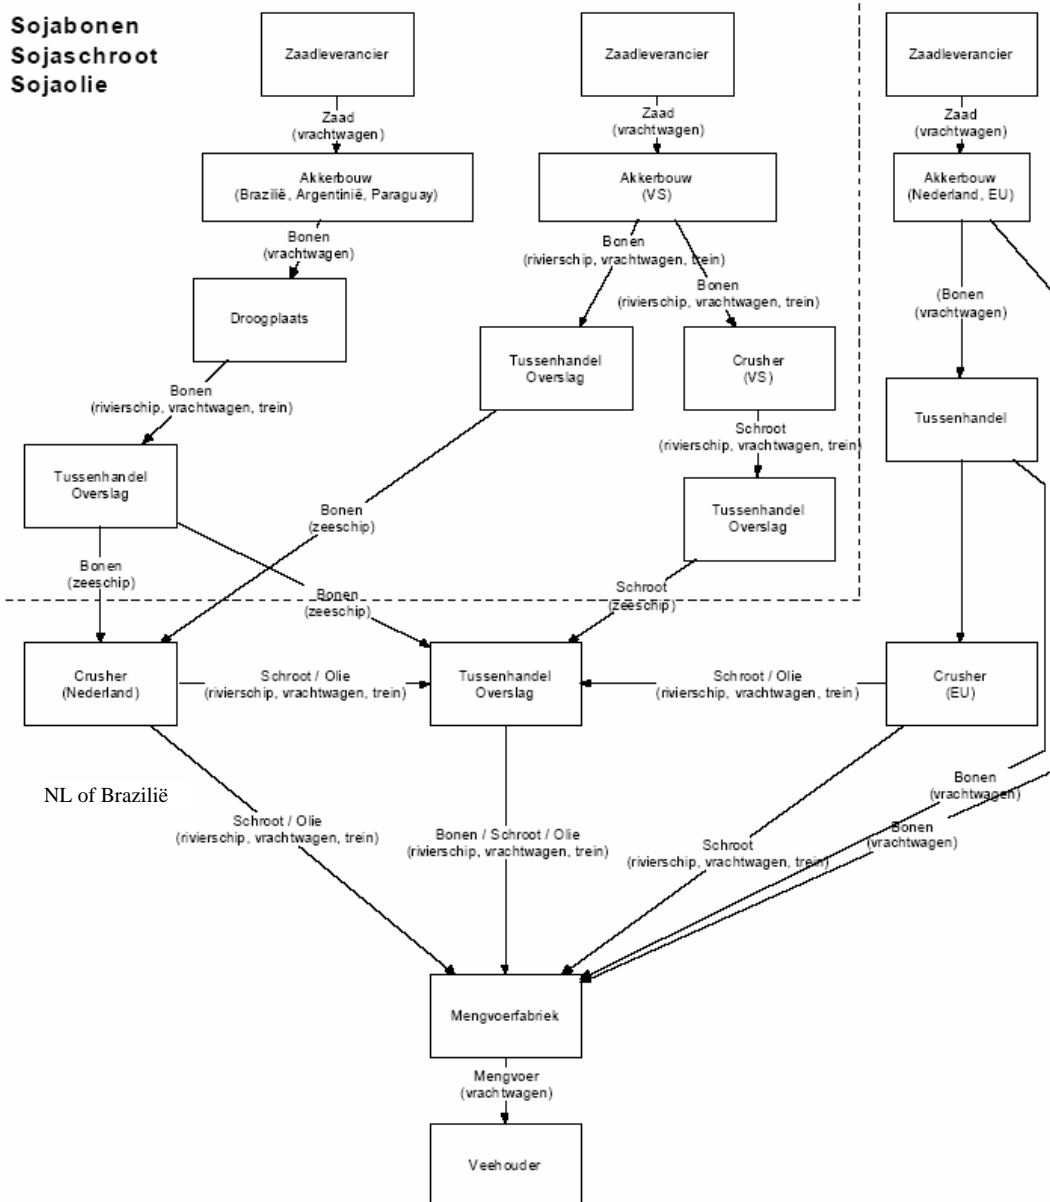 Sojabonen
Sojaschroot
Sojaolie
Zaadleverancier
Zaadleverancier
Zaadleverancier
Zaad
(vrachtwagen)
Zaad
(vrachtwagen)
Zaad
(vrachtwagen)
Akkerbouw
(Brazilië, Argentinië, Paraguay)
Akkerbouw
(VS)
Akkerbouw
(Nederland, EU)
Bonen
(vrachtwagen)
Bonen
(rivierschip, vrachtwagen, trein)
Bonen
(rivierschip, vrachtwagen, trein)
(Bonen
(vrachtwagen)
Droogplaats
Tussenhandel
Overslag
Crusher
(VS)
Bonen
(rivierschip, vrachtwagen, trein)
Tussenhandel
Schroot
(rivierschip, vrachtwagen, trein)
Tussenhandel
Overslag
Tussenhandel
Overslag
Bonen
(zeeschip)
Bonen
(zeeschip)
Bonen
(zeeschip)
Schroot
(zeeschip)
Crusher
(Nederland)
Schroot / Olie
(rivierschip, vrachtwagen, trein)
Tussenhandel
Overslag
Schroot / Olie
(rivierschip, vrachtwagen, trein)
Crusher
(EU)
NL of Brazilië
Bonen
(vrachtwagen)
Schroot / Olie
(rivierschip, vrachtwagen, trein)
Bonen / Schroot / Olie
(rivierschip, vrachtwagen, trein)
Schroot
(rivierschip, vrachtwagen, trein)
Bonen
(vrachtwagen)
Mengvoerfabriek
Mengvoer
(vrachtwagen)
Veehouder